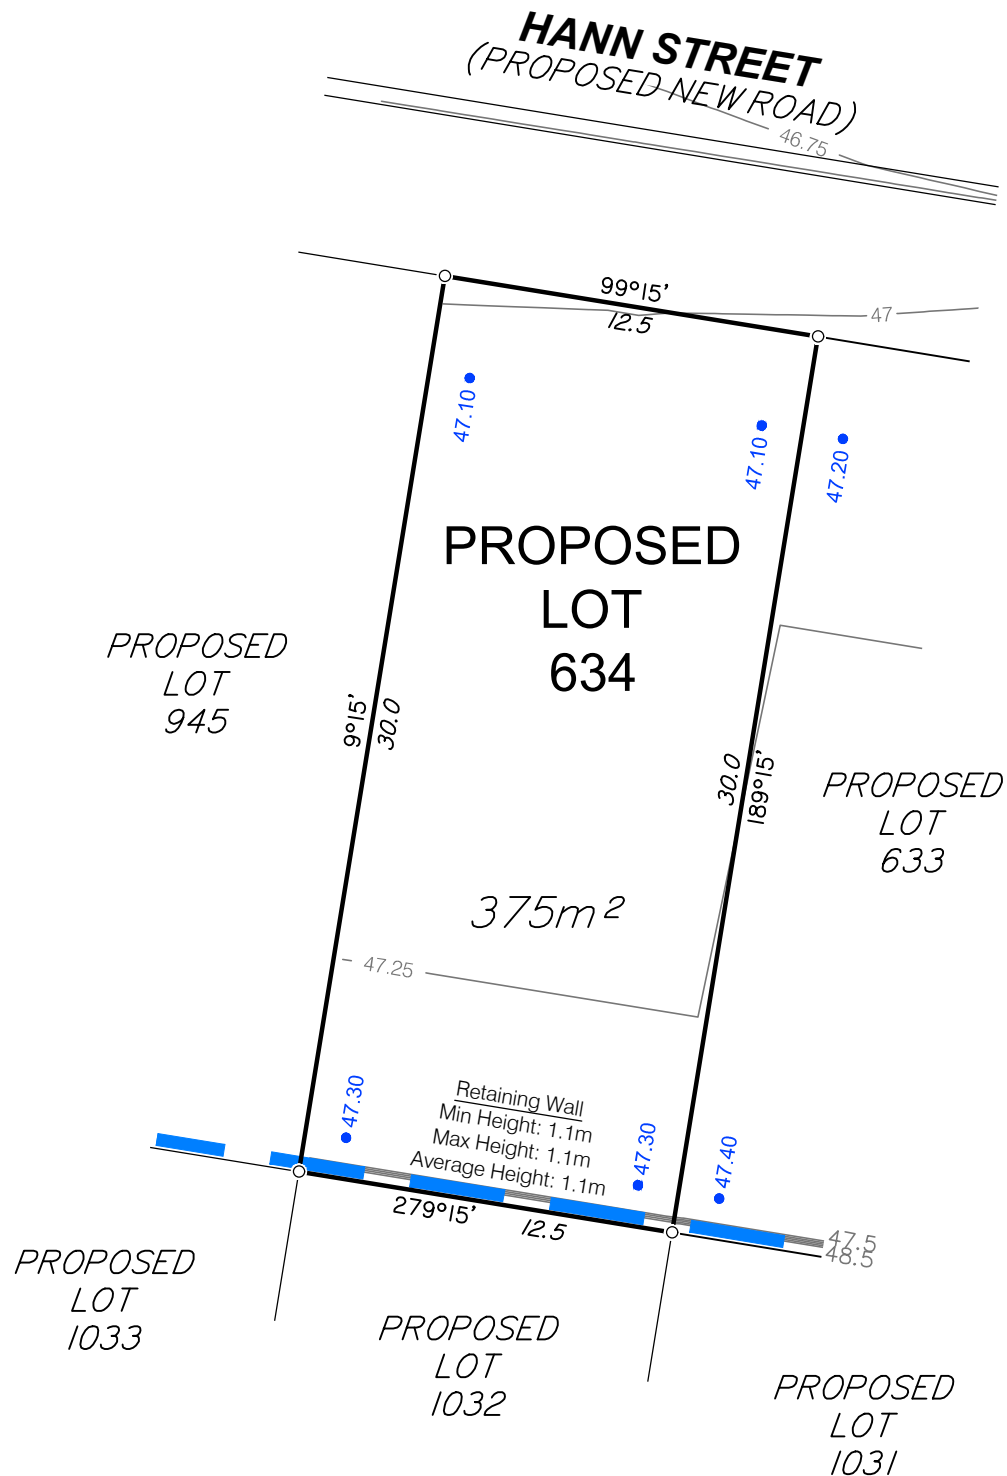 HANN STREET
(PROPOSED NEW ROAD)
46.75
99°15'
12.5
47
47.10
47.10
47.20
PROPOSED
LOT
634
PROPOSED
LOT
945
9°15'
30.0
30.0
189°15'
PROPOSED
LOT
633
375m²
47.25
47.30
Retaining Wall
Min Height: 1.1m
Max Height: 1.1m
Average Height: 1.1m
47.30
47.40
279°15'
12.5
47.5
48.5
PROPOSED
LOT
1033
PROPOSED
LOT
1032
PROPOSED
LOT
1031